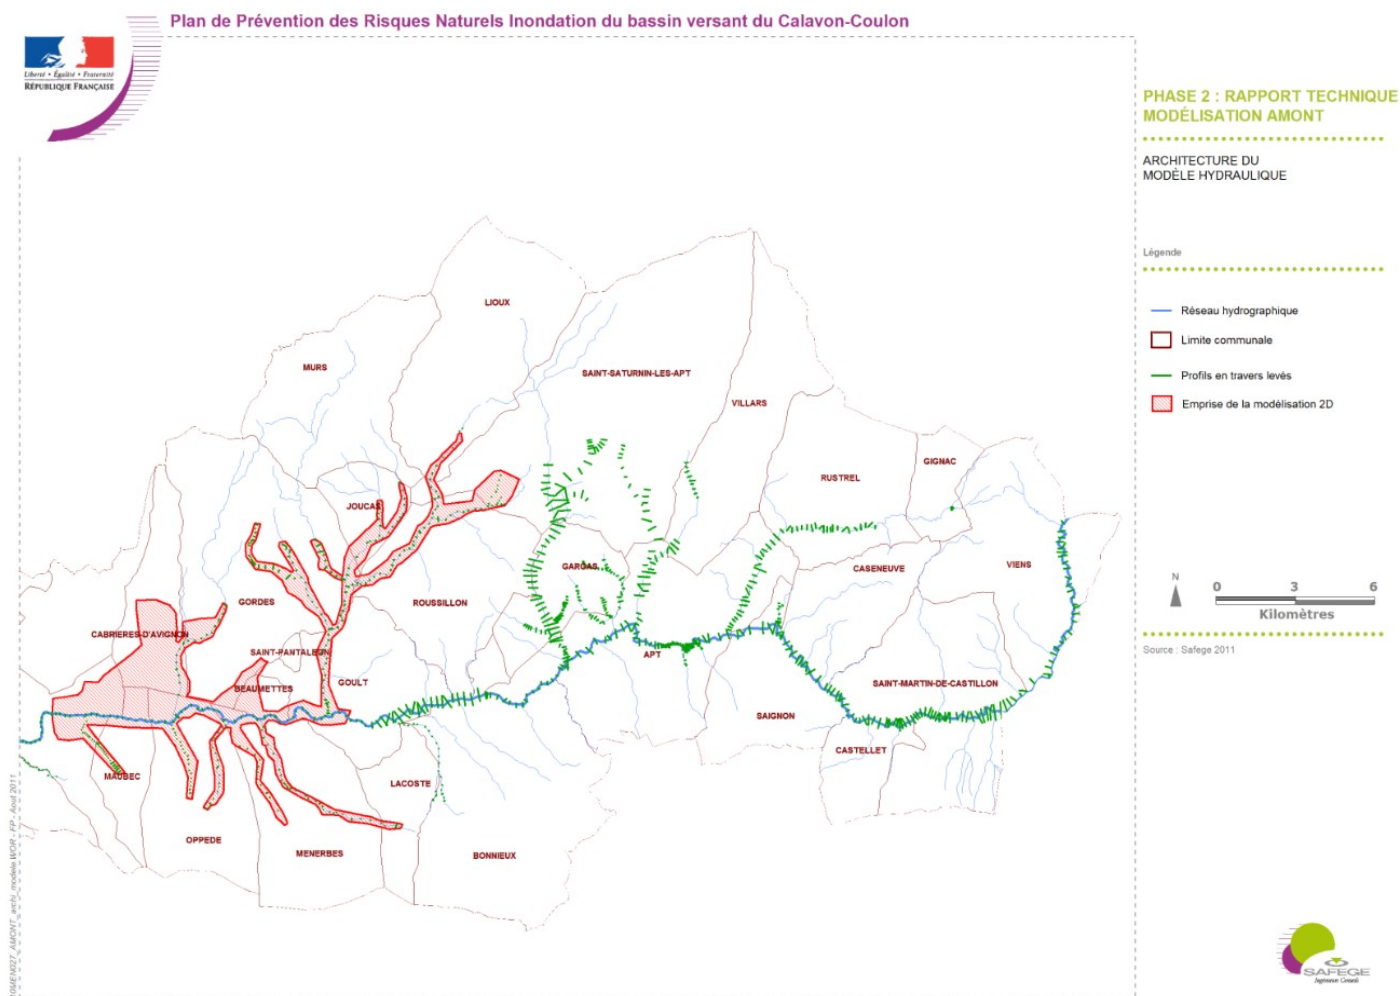 Plan de Prévention des Risques Naturels Inondation du bassin versant du Calavon-Coulon
Liberté • Égalité • Fraternité
RÉPUBLIQUE FRANÇAISE
PHASE 2 : RAPPORT TECHNIQUE
MODÉLISATION AMONT
ARCHITECTURE DU
MODÈLE HYDRAULIQUE
Légende
Réseau hydrographique
Limite communale
Profils en travers levés
Emprise de la modélisation 2D
LIOUX
MURS
SAINT-SATURNIN-LES-APT
VILLARS
GIGNAC
RUSTREL
JOUCAS
GARGAS
CASENEUVE
VIENS
GORDES
ROUSSILLON
CABRIERES-D'AVIGNON
SAINT-PANTALEON
APT
BEAUMETTES
GOULT
SAINT-MARTIN-DE-CASTILLON
SAIGNON
CASTELLET
MAUBEC
LACOSTE
OPPEDE
MENERBES
BONNIEUX
N
0 3 6
Kilomètres
Source : Safege 2011
SAFEGE
Ingénieurs Conseils